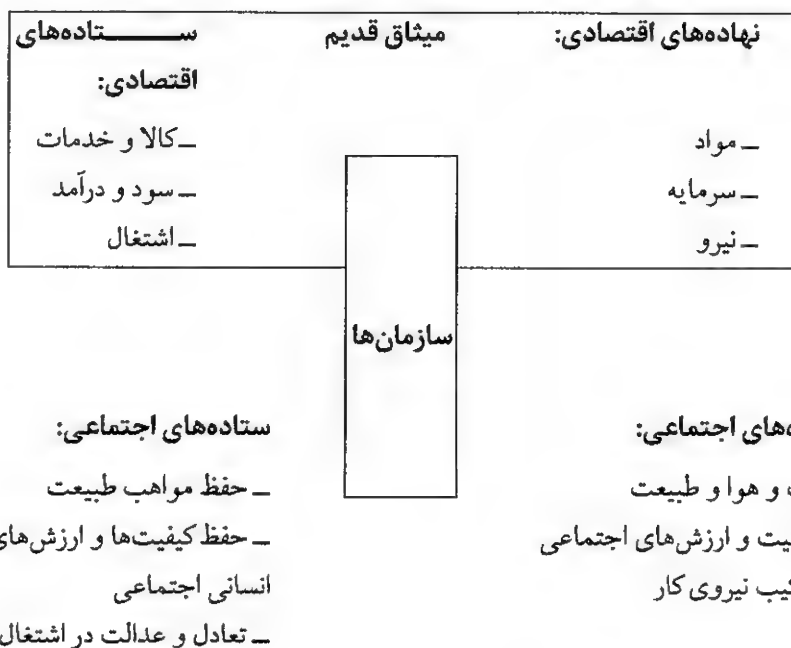 نهاده‌های اقتصادی:
ـ مواد
ـ سرمایه
ـ نیرو
میثاق قدیم
ستاده‌های
اقتصادی:
ـ کالا و خدمات
ـ سود و درآمد
ـ اشتغال
سازمان‌ها
های اجتماعی:
و هوا و طبیعت
و ارزش‌های اجتماعی
نیروی کار
ستاده‌های اجتماعی:
ـ حفظ مواهب طبیعت
ـ حفظ کیفیت‌ها و ارزش‌های
انسانی اجتماعی
ـ تعادل و عدالت در اشتغال